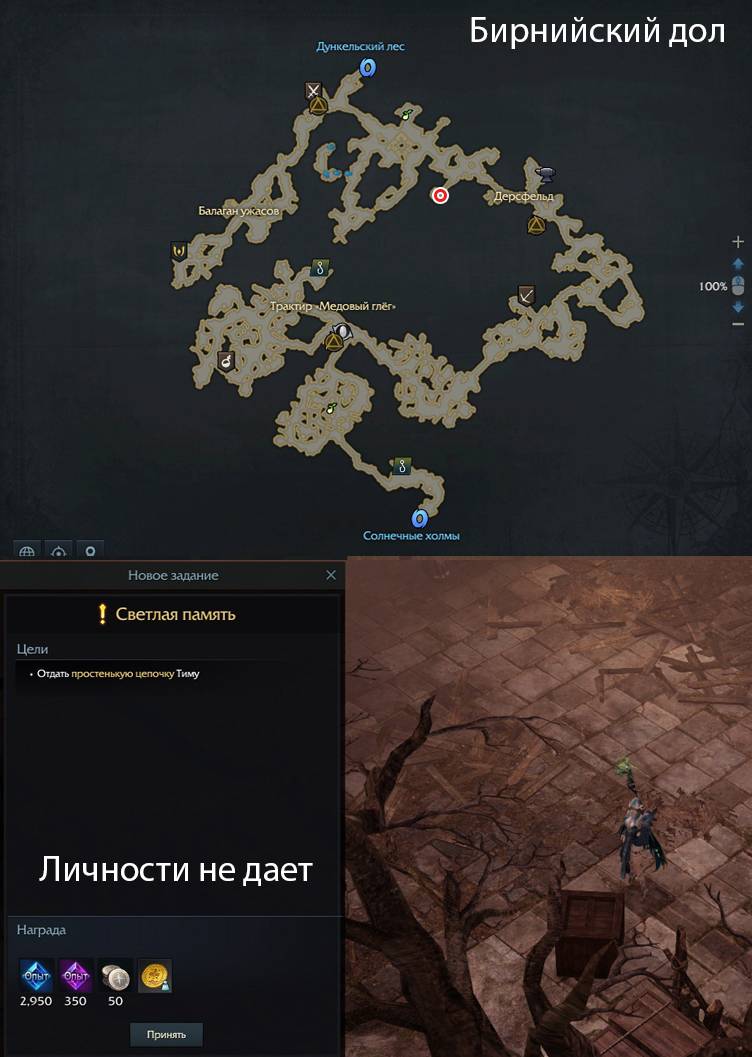 Бирнийский дол
Дункельский лес
Дерсфельд
Балаган ужасов
100%
Трактир «Медовый глёг»
Солнечные холмы
Новое задание
Светлая память
Цели
• Отдать простенькую цепочку Тиму
Личности не дает
Награда
Опыт Опыт
2,950 350 50
Принять